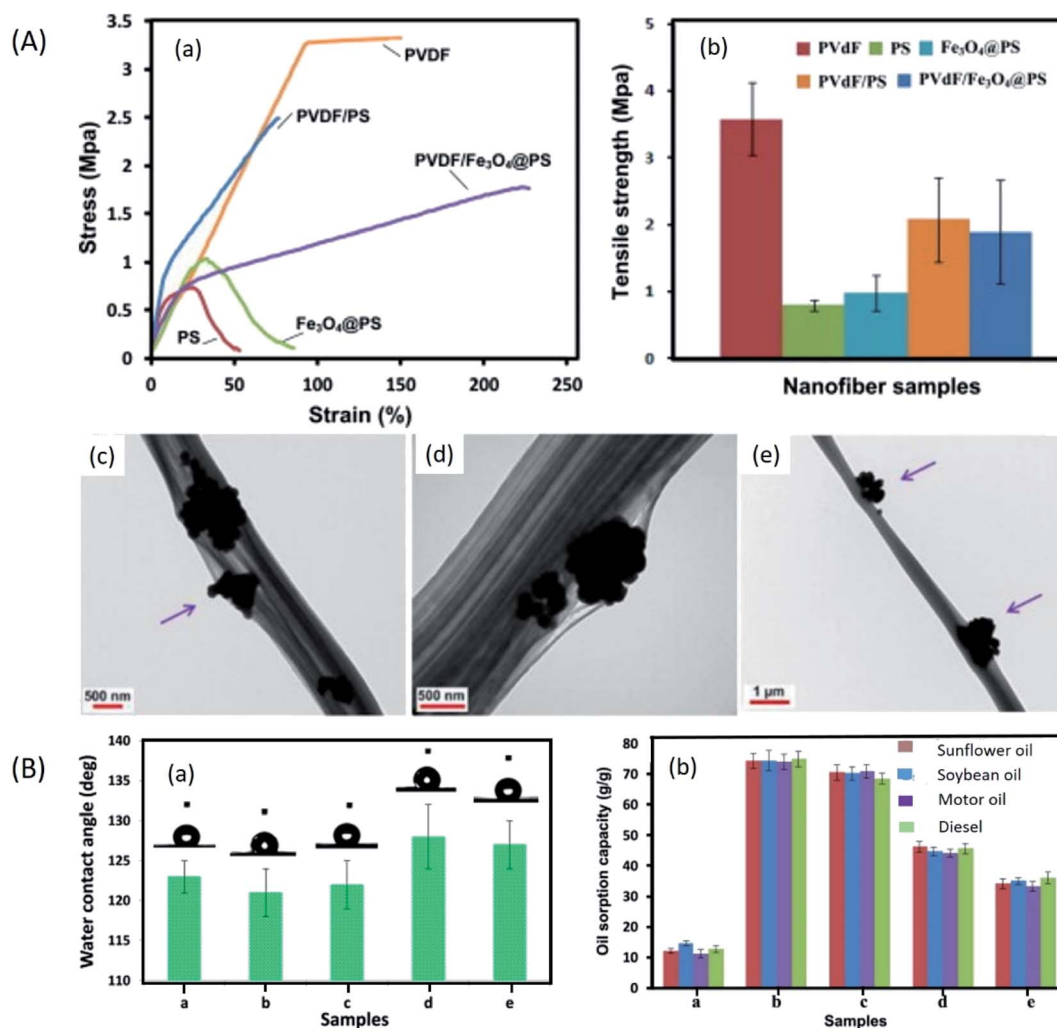 (A)
(a)
3.5
3
2.5
2
1.5
1
0.5
0
Stress (Mpa)
PVDF
PVDF/PS
PVDF/Fe₃O₄@PS
PS
Fe₃O₄@PS
0
50
100
150
200
250
Strain (%)
(b)
5
4
3
2
1
0
Tensile strength (Mpa)
PVdF PS Fe₃O₄@PS
PVdF/PS PVdF/Fe₃O₄@PS
Nanofiber samples
(c)
500 nm
(d)
500 nm
(e)
1 µm
(B)
(a)
140
135
130
125
120
115
110
Water contact angle (deg)
a b c d e
Samples
(b)
80
70
60
50
40
30
20
10
0
Oil sorption capacity (g/g)
Sunflower oil
Soybean oil
Motor oil
Diesel
a b c d e
Samples